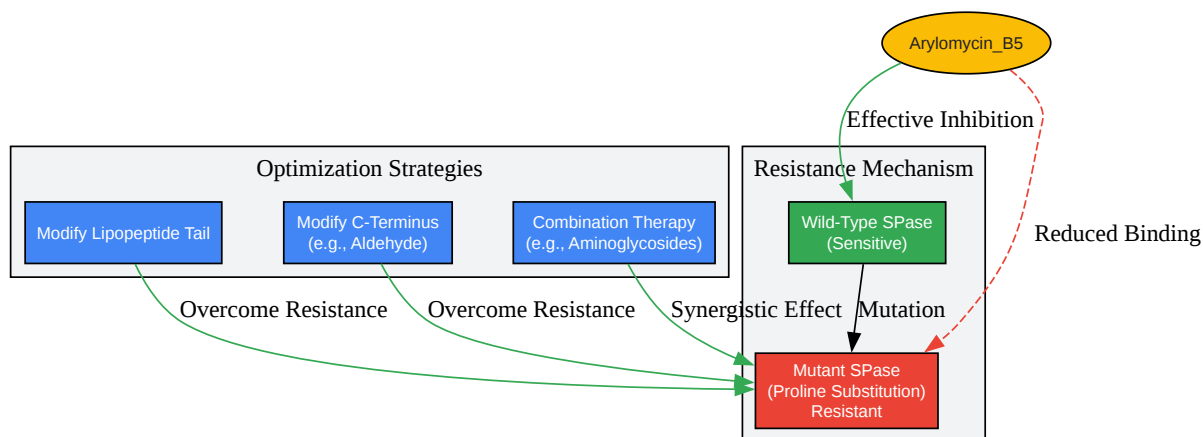 Arylomycin_B5
Effective Inhibition
Optimization Strategies
Resistance Mechanism
Modify Lipopeptide Tail
Modify C-Terminus
(e.g., Aldehyde)
Combination Therapy
(e.g., Aminoglycosides)
Wild-Type SPase
(Sensitive)
Reduced Binding
Overcome Resistance
Overcome Resistance
Synergistic Effect
Mutation
Mutant SPase
(Proline Substitution)
Resistant